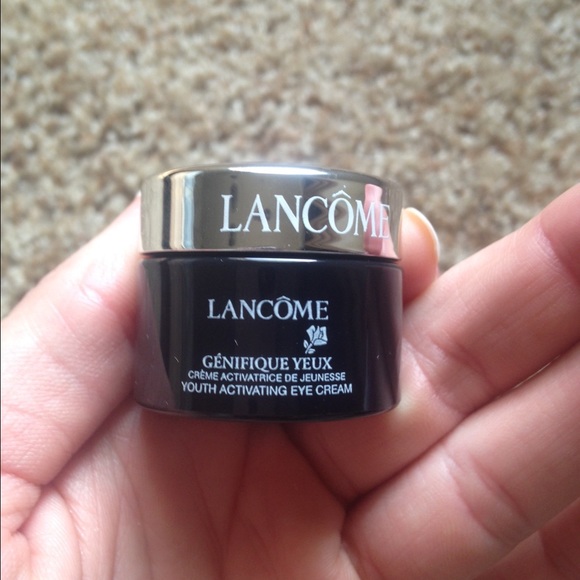 LANCÔME
LANCÔME
GÉNIFIQUE YEUX
CRÈME ACTIVATRICE DE JEUNESSE
YOUTH ACTIVATING EYE CREAM